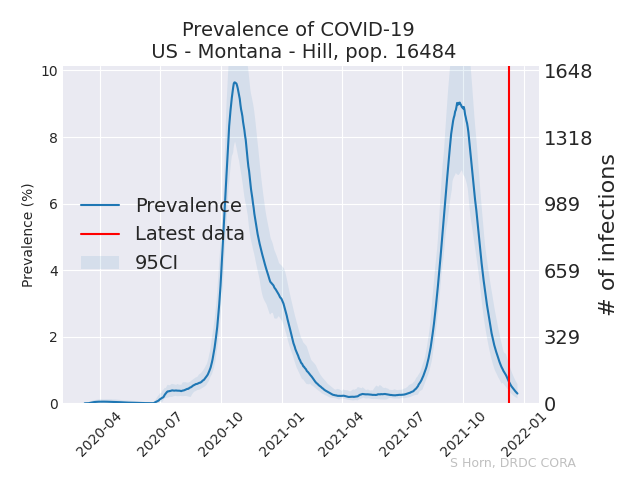 Prevalence of COVID-19
US - Montana - Hill, pop. 16484
10
8
6
4
2
0
Prevalence (%)
1648
1318
989
659
329
0
# of infections
Prevalence
Latest data
95CI
2020-04
2020-07
2020-10
2021-01
2021-04
2021-07
2021-10
2022-01
S Horn, DRDC CORA